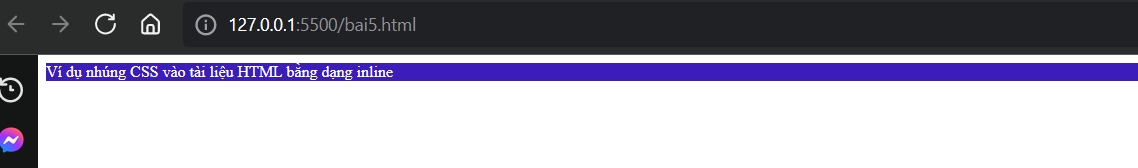 127.0.0.1:5500/bai5.html
Ví dụ nhúng CSS vào tài liệu HTML bằng dạng inline